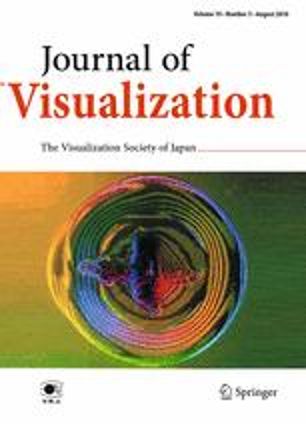 Journal of
Visualization
The Visualization Society of Japan
Springer